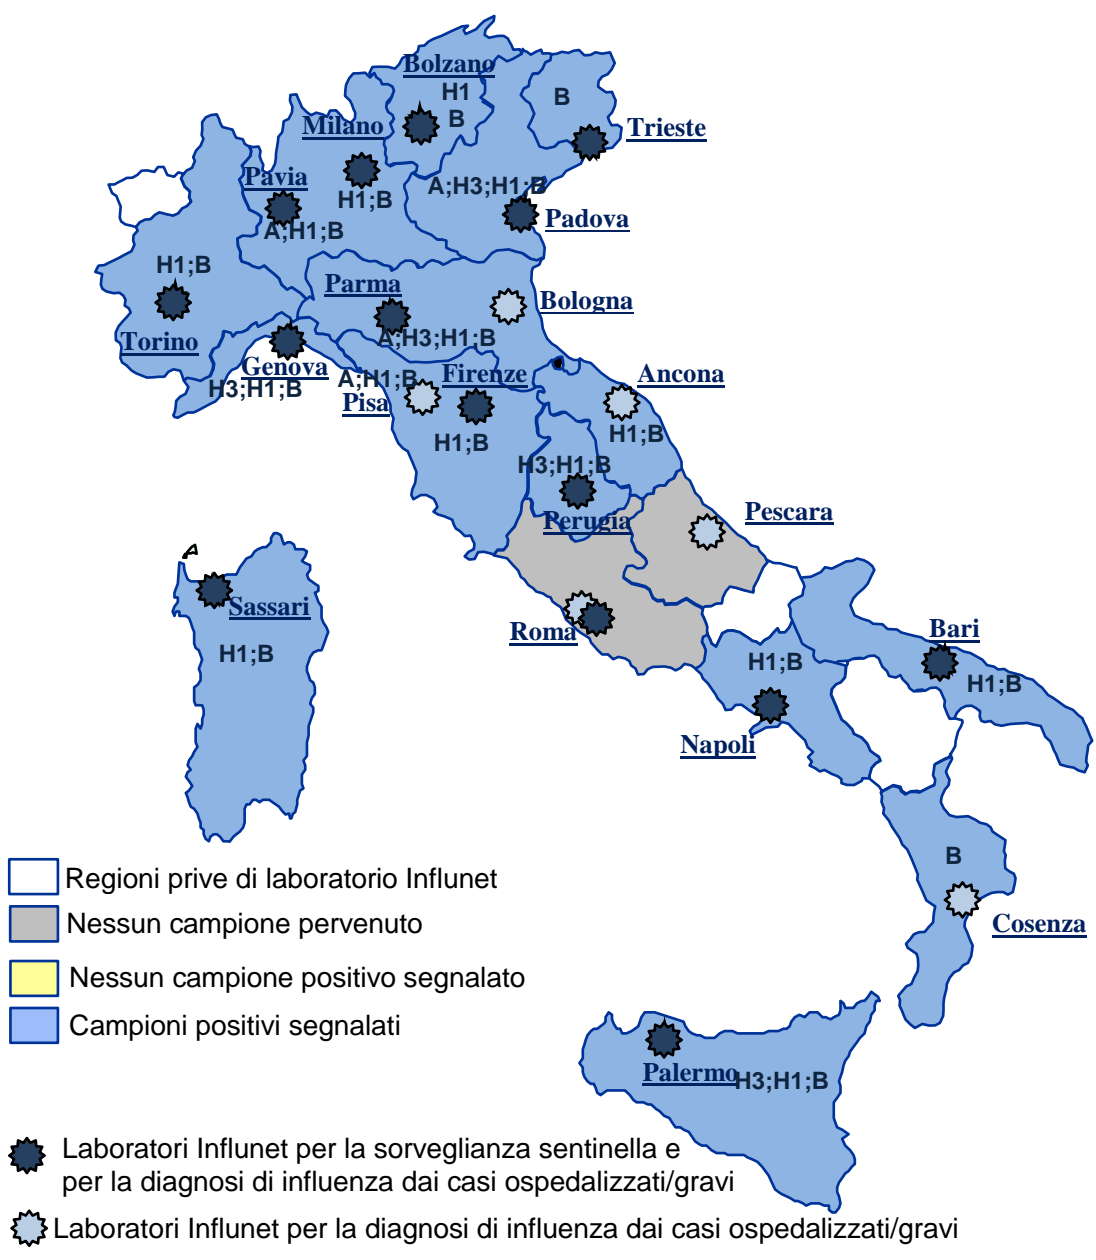 Bolzano
H1
B
B
Milano
Trieste
Pavia
H1;B
A;H3;H1;B
Padova
A;H1;B
H1;B
Parma
Bologna
Torino
A;H3;H1;B
Genova
H3;H1;B
A;H1;B
Firenze
Ancona
Pisa
H1;B
H1;B
H3;H1;B
Perugia
Pescara
Sassari
Roma
Bari
H1;B
H1;B
H1;B
Napoli
B
Cosenza
Regioni prive di laboratorio Influnet
Nessun campione pervenuto
Nessun campione positivo segnalato
Campioni positivi segnalati
Palermo
H3;H1;B
Laboratori Influnet per la sorveglianza sentinella e
per la diagnosi di influenza dai casi ospedalizzati/gravi
Laboratori Influnet per la diagnosi di influenza dai casi ospedalizzati/gravi